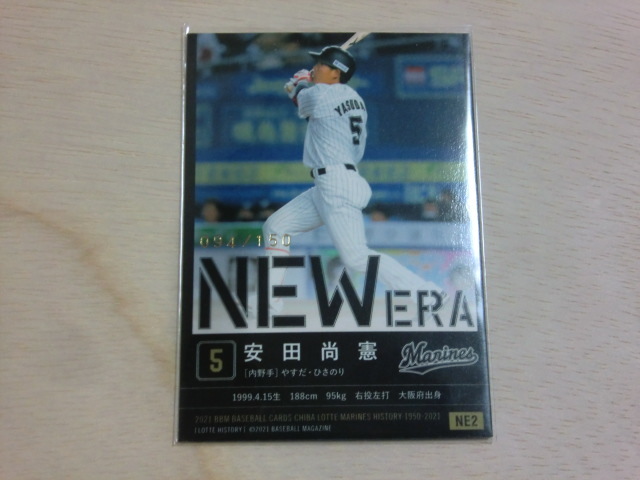 YASUDA
5
094/150
NEW ERA
5 安田尚憲 Marines
[内野手] やすだ・ひさのり
1999.4.15生 188cm 95kg 右投左打 大阪府出身
2021 BBM BASEBALL CARDS CHIBA LOTTE MARINES HISTORY 1950-2021
| LOTTE HISTORY | ©2021 BASEBALL MAGAZINE NE2